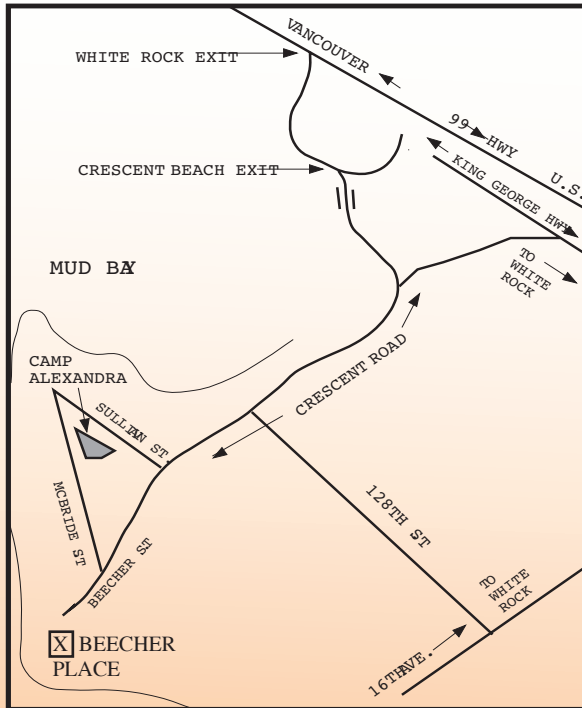 VANCOUVER
WHITE ROCK EXIT
99 HWY
U.S.
CRESCENT BEACH EXIT
KING GEORGE HWY
TO
WHITE
ROCK
MUD BAY
CAMP
ALEXANDRA
CRESCENT ROAD
SULLIAN ST.
MCBRIDE ST
128TH ST
BEECHER ST
TO
WHITE
ROCK
X BEECHER
PLACE
16TH AVE.